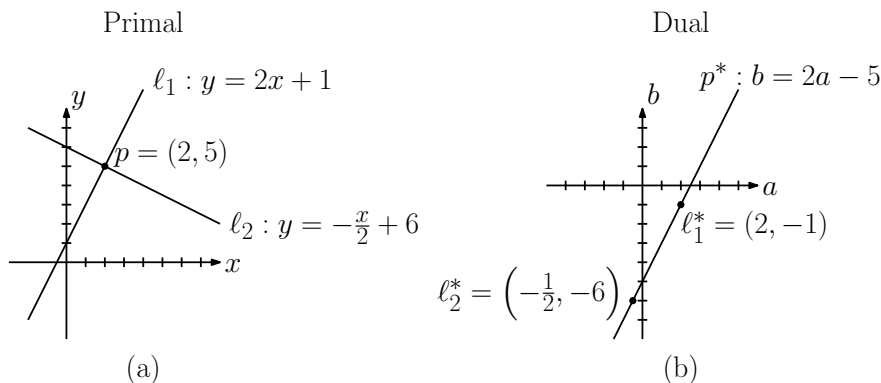 Primal
ℓ₁ : y = 2x + 1
y
p = (2, 5)
ℓ₂ : y = −x/2 + 6
x
(a)
Dual
p* : b = 2a − 5
b
a
ℓ₁* = (2, −1)
ℓ₂* = (−1/2, −6)
(b)